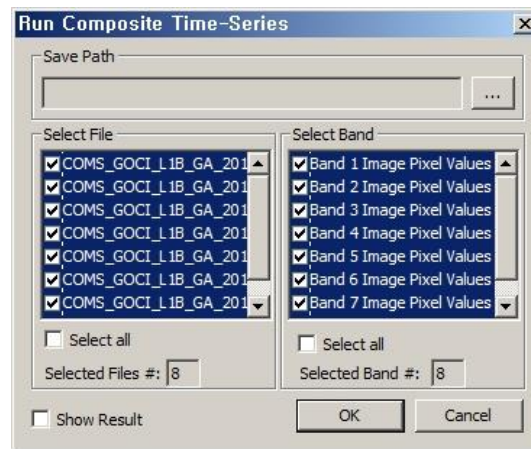 Run Composite Time-Series
Save Path
...
Select File
COMS_GOCI_L1B_GA_201
COMS_GOCI_L1B_GA_201
COMS_GOCI_L1B_GA_201
COMS_GOCI_L1B_GA_201
COMS_GOCI_L1B_GA_201
COMS_GOCI_L1B_GA_201
COMS_GOCI_L1B_GA_201
Select all
Selected Files #: 8
Select Band
Band 1 Image Pixel Values
Band 2 Image Pixel Values
Band 3 Image Pixel Values
Band 4 Image Pixel Values
Band 5 Image Pixel Values
Band 6 Image Pixel Values
Band 7 Image Pixel Values
Select all
Selected Band #: 8
Show Result
OK
Cancel